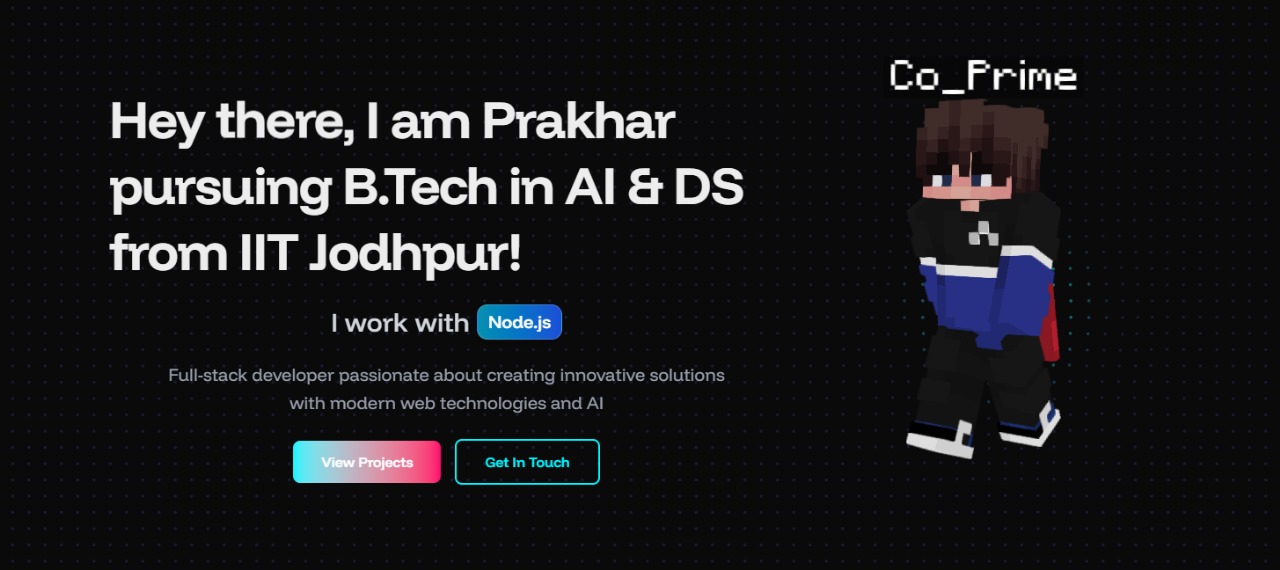 Co_Prime
Hey there, I am Prakhar
pursuing B.Tech in AI & DS
from IIT Jodhpur!
I work with Node.js
Full-stack developer passionate about creating innovative solutions
with modern web technologies and AI
View Projects
Get In Touch